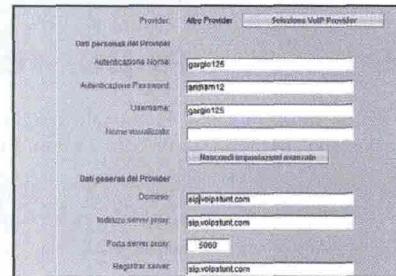 Provider: Altro Provider Seleziona VoIP Provider
Dati personali del Provider
Autenticazione Nome: gargio125
Autenticazione Password:
Username: gargio125
Nome visualizzato:
Nascondi impostazioni avanzate
Dati generali del Provider
Dominio: sip.voipstunt.com
Indirizzo server proxy: sip.voipstunt.com
Porta server proxy: 5060
Registrar server: sip.voipstunt.com